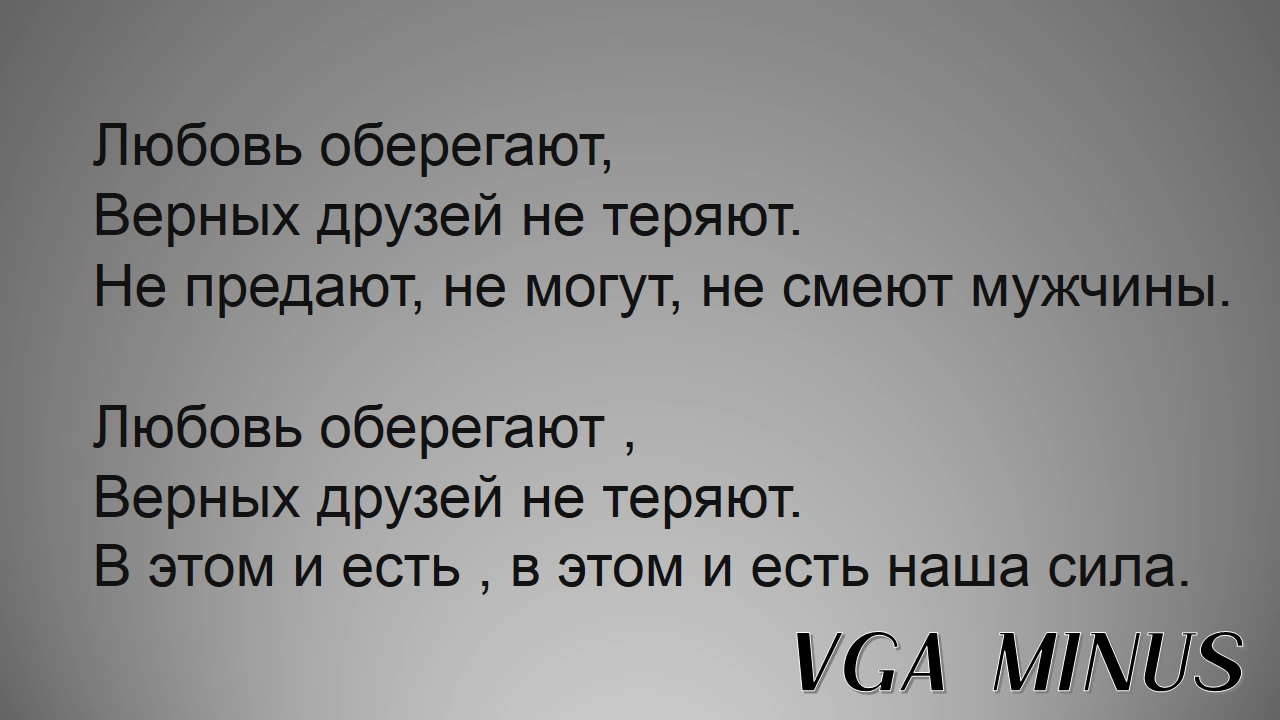 Любовь оберегают,
Верных друзей не теряют.
Не предают, не могут, не смеют мужчины.
Любовь оберегают ,
Верных друзей не теряют.
В этом и есть , в этом и есть наша сила.
VGA MINUS